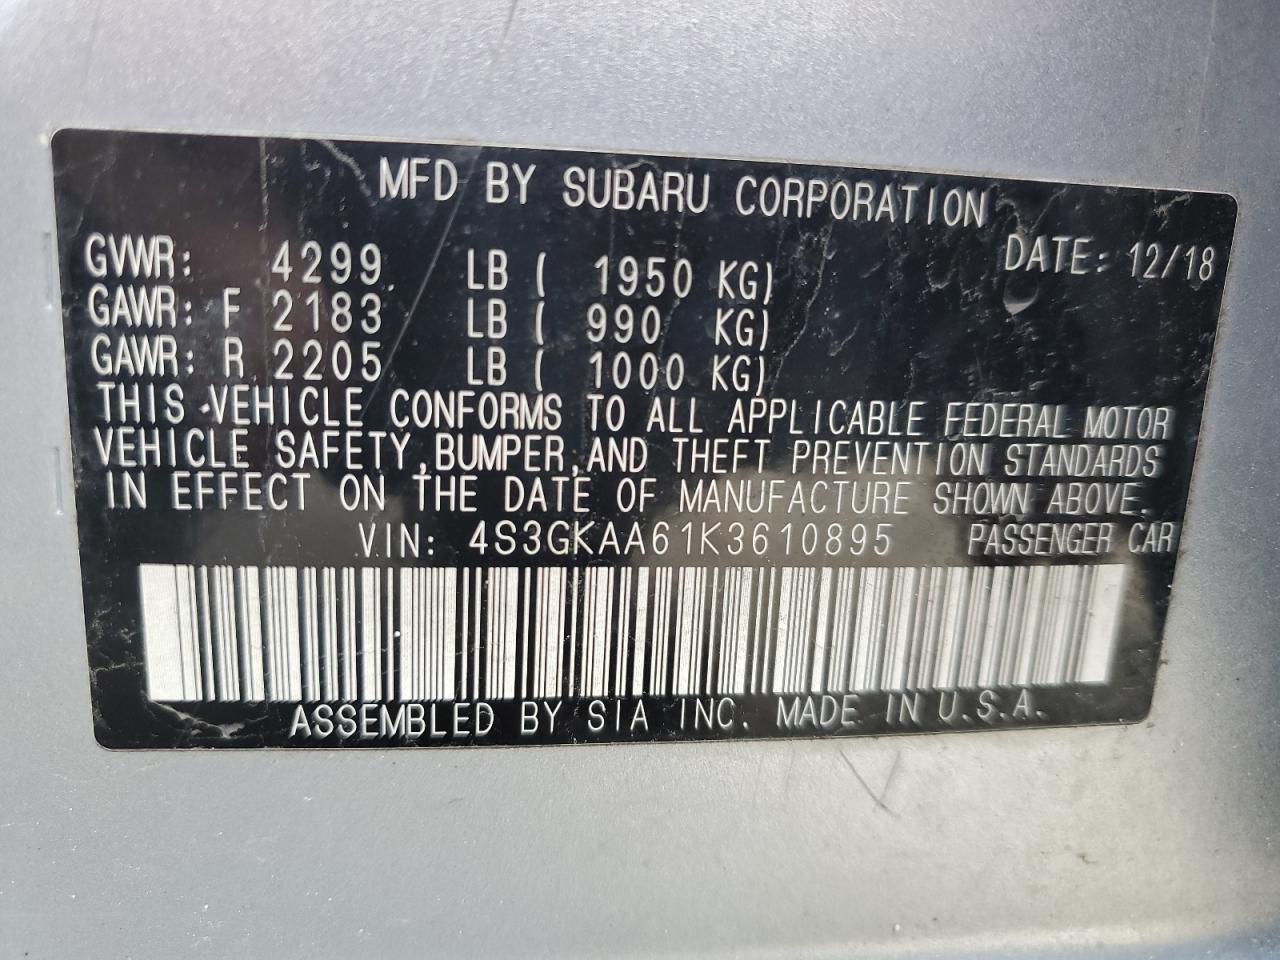 MFD BY SUBARU CORPORATION
DATE: 12/18
GVWR: 4299 LB ( 1950 KG)
GAWR: F 2183 LB ( 990 KG)
GAWR: R 2205 LB ( 1000 KG)
THIS VEHICLE CONFORMS TO ALL APPLICABLE FEDERAL MOTOR
VEHICLE SAFETY, BUMPER, AND THEFT PREVENTION STANDARDS
IN EFFECT ON THE DATE OF MANUFACTURE SHOWN ABOVE.
VIN: 4S3GKAA61K3610895 PASSENGER CAR
ASSEMBLED BY SIA INC. MADE IN U.S.A.